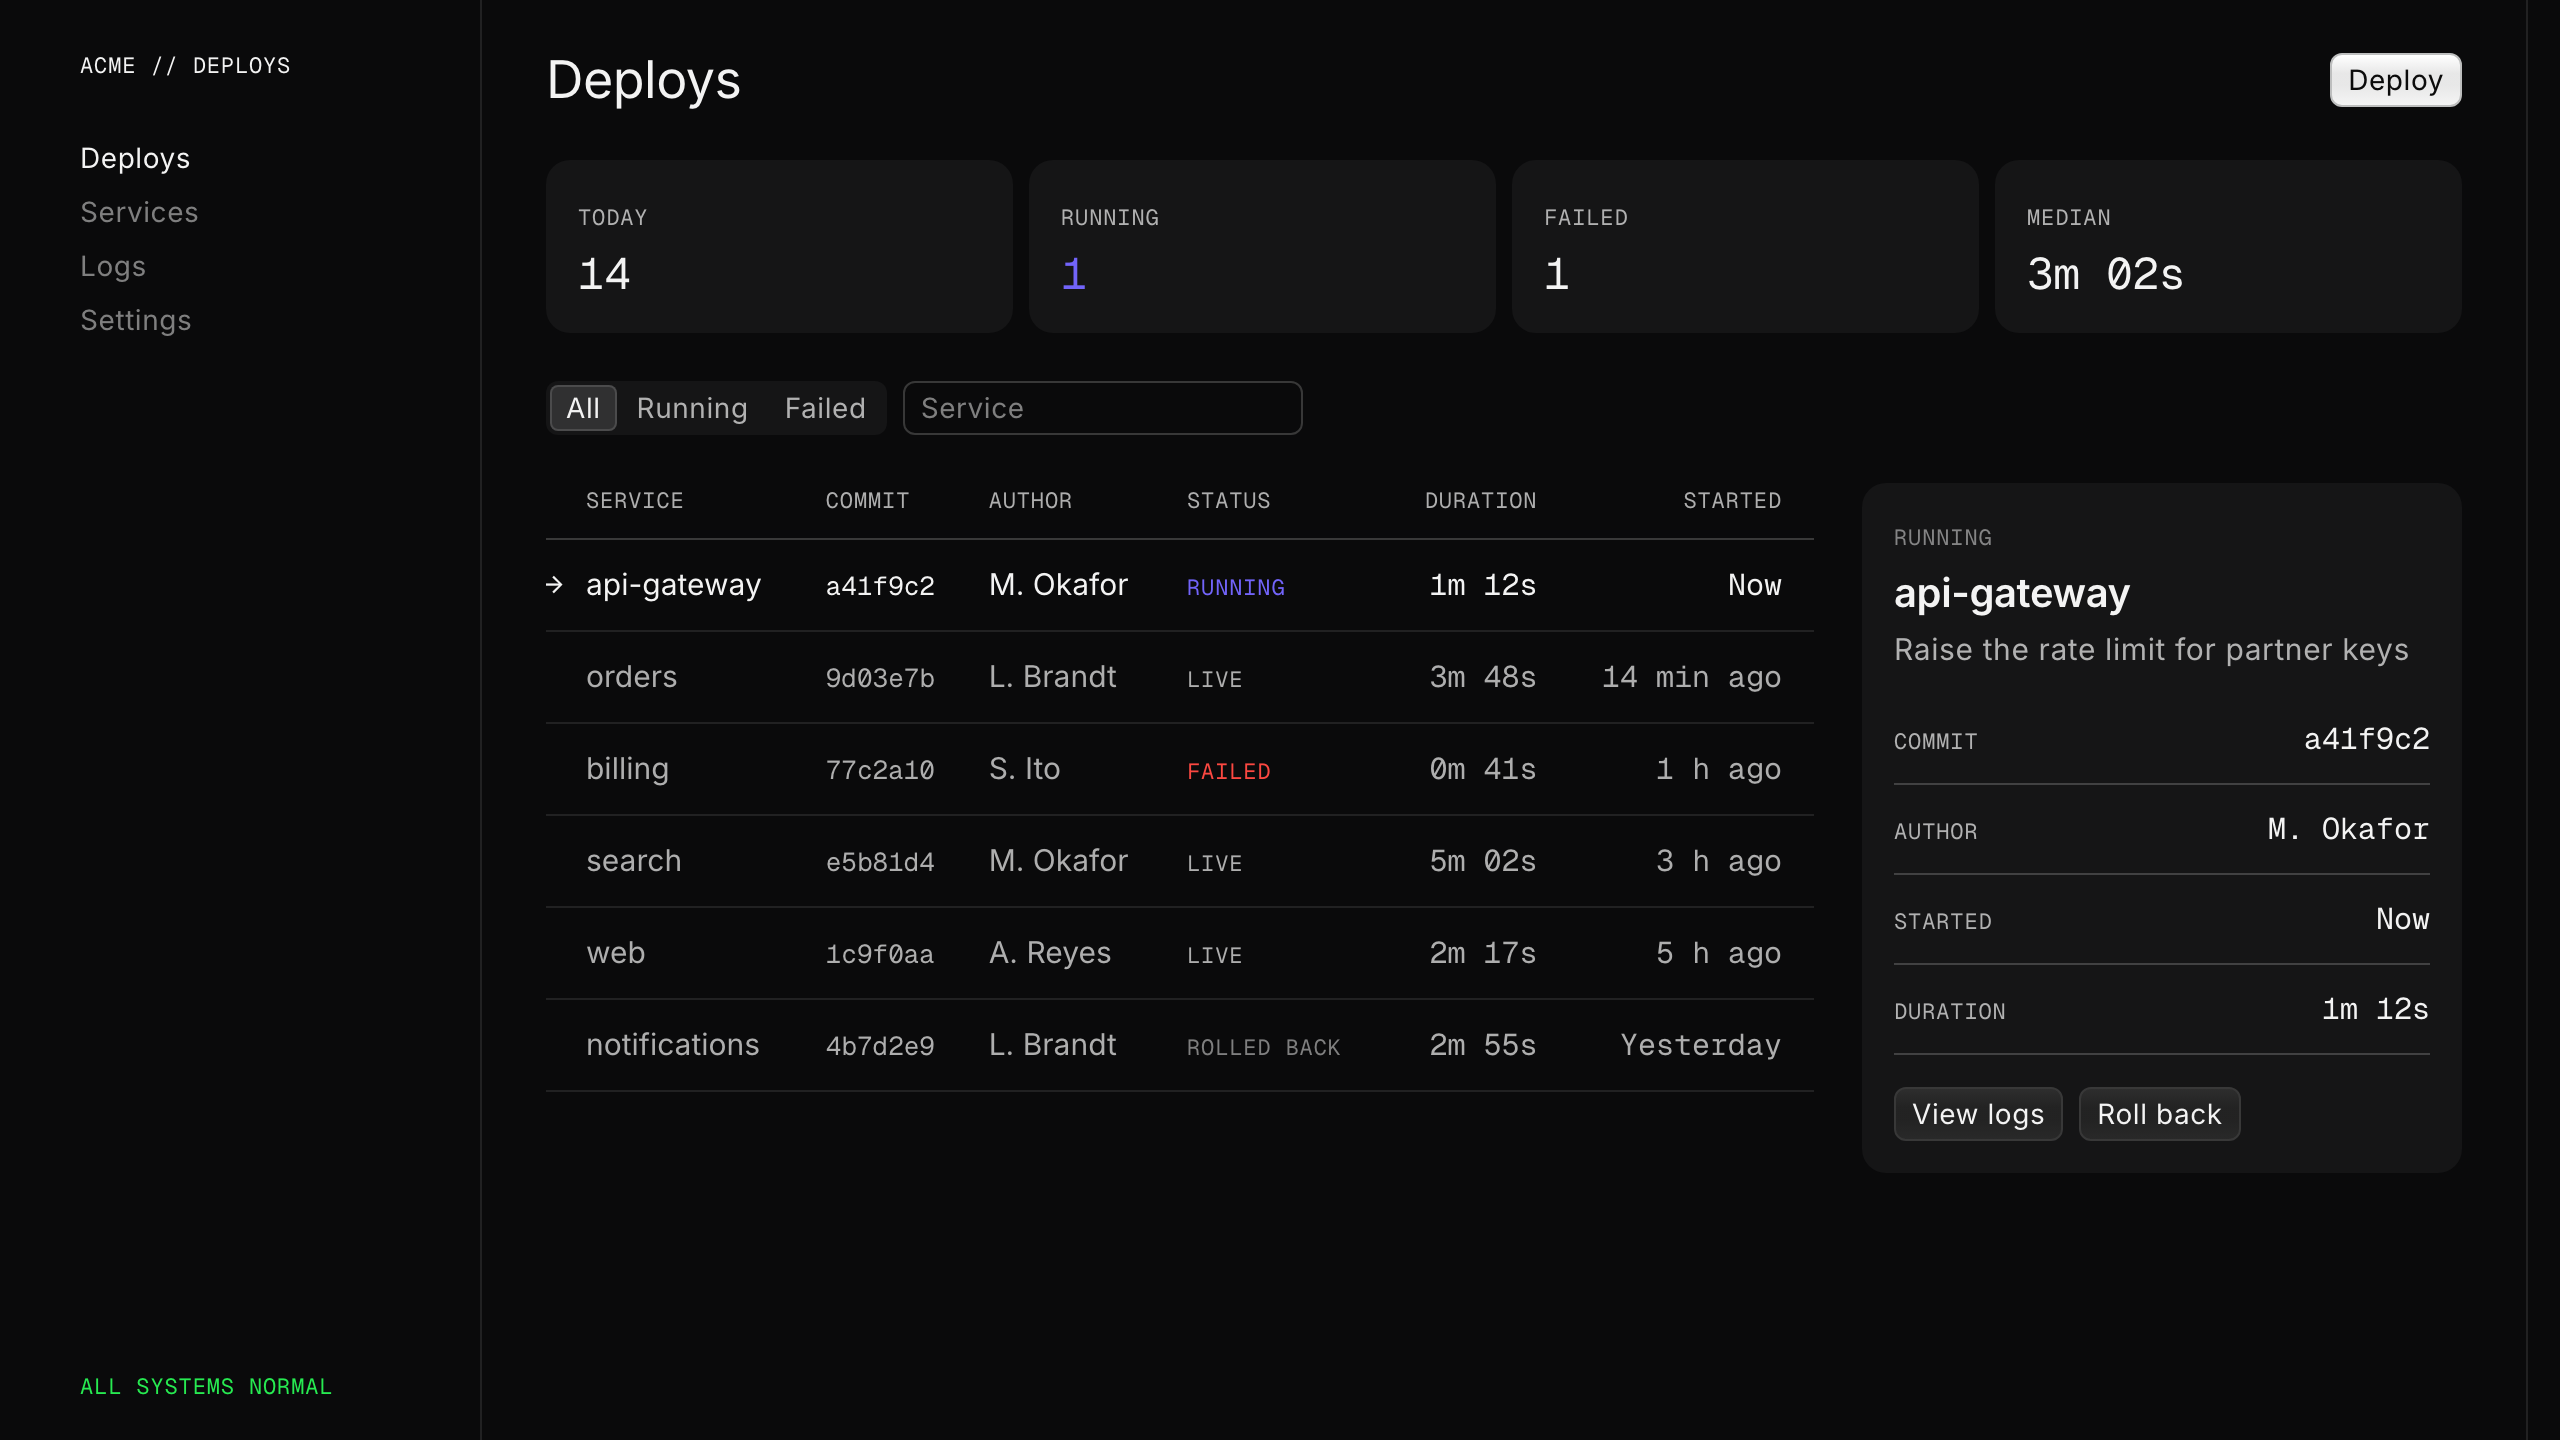 ACME // DEPLOYS
Deploys
Services
Logs
Settings
ALL SYSTEMS NORMAL
Deploys
Deploy
TODAY
14
RUNNING
1
FAILED
1
MEDIAN
3m 02s
All Running Failed
Service
SERVICE COMMIT AUTHOR STATUS DURATION STARTED
→ api-gateway a41f9c2 M. Okafor RUNNING 1m 12s Now
orders 9d03e7b L. Brandt LIVE 3m 48s 14 min ago
billing 77c2a10 S. Ito FAILED 0m 41s 1 h ago
search e5b81d4 M. Okafor LIVE 5m 02s 3 h ago
web 1c9f0aa A. Reyes LIVE 2m 17s 5 h ago
notifications 4b7d2e9 L. Brandt ROLLED BACK 2m 55s Yesterday
RUNNING
api-gateway
Raise the rate limit for partner keys
COMMIT a41f9c2
AUTHOR M. Okafor
STARTED Now
DURATION 1m 12s
View logs Roll back